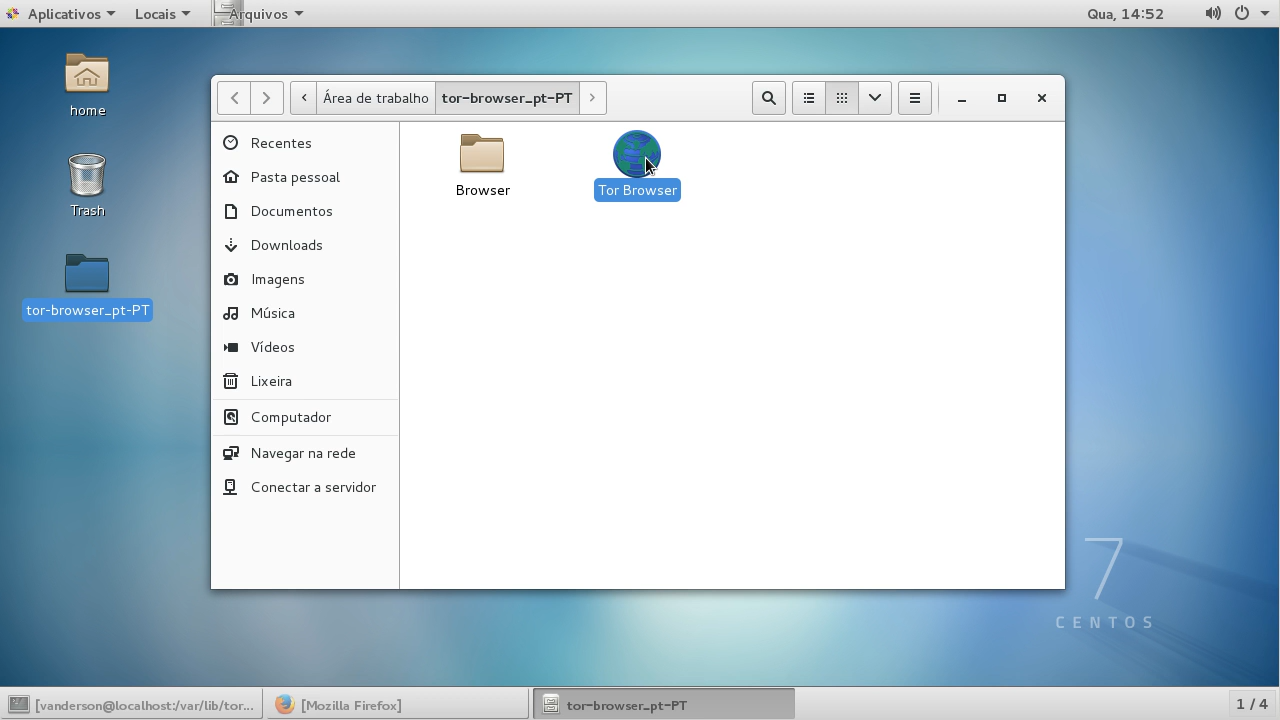 Aplicativos Locais Arquivos Qua, 14:52
home
Trash
tor-browser_pt-PT
Área de trabalho tor-browser_pt-PT
Recentes
Pasta pessoal
Documentos
Downloads
Imagens
Música
Vídeos
Lixeira
Computador
Navegar na rede
Conectar a servidor
Browser Tor Browser
7
CENTOS
[vanderson@localhost:/var/lib/tor... [Mozilla Firefox] tor-browser_pt-PT 1 / 4